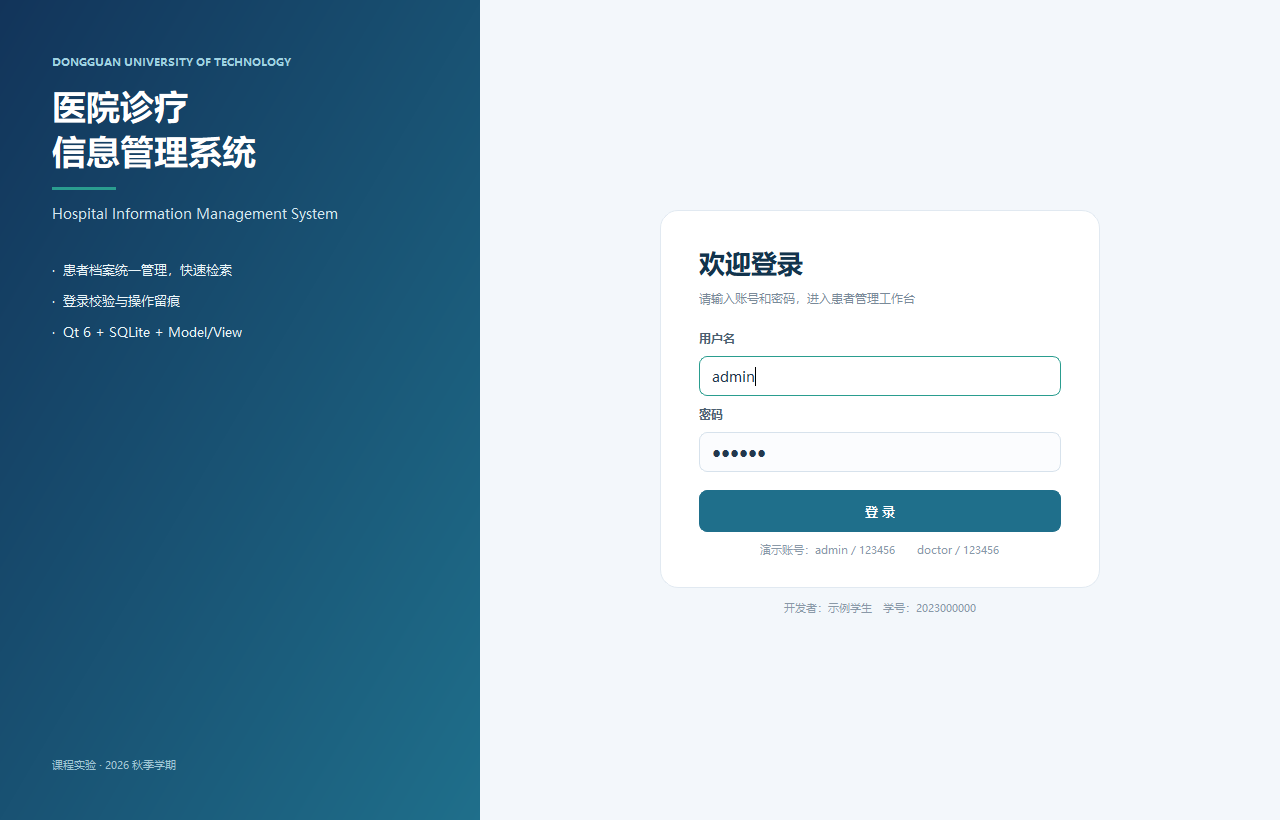 DONGGUAN UNIVERSITY OF TECHNOLOGY
医院诊疗
信息管理系统
Hospital Information Management System
· 患者档案统一管理，快速检索
· 登录校验与操作留痕
· Qt 6 + SQLite + Model/View
课程实验 · 2026 秋季学期
欢迎登录
请输入账号和密码，进入患者管理工作台
用户名
admin
密码
●●●●●●
登 录
演示账号：admin / 123456 doctor / 123456
开发者：示例学生 学号：2023000000